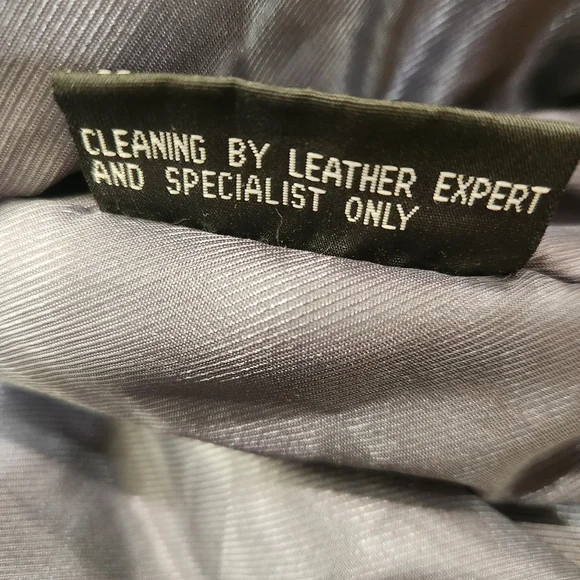 CLEANING BY LEATHER EXPERT
AND SPECIALIST ONLY